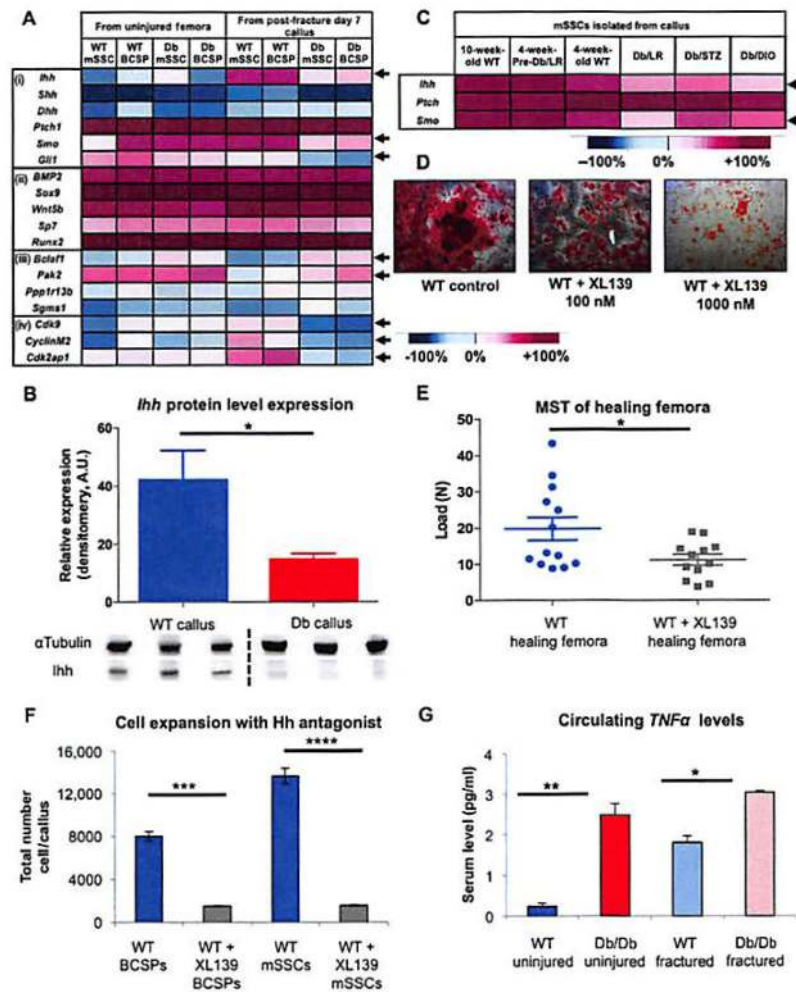 A
From uninjured femora
From post-fracture day 7 callus
WT mSSC
WT BCSP
Db mSSC
Db BCSP
WT mSSC
WT BCSP
Db mSSC
Db BCSP
(i) Ihh
Shh
Dhh
Ptch1
Smo
Gli1
(ii) BMP2
Sox9
Wnt5b
Sp7
Runx2
(iii) Bclaf1
Pak2
Ppp1r13b
Sgms1
(iv) Cdk9
CyclinM2
Cdk2ap1
-100% 0% +100%
C
mSSCs isolated from callus
10-week-old WT
4-week-Pre-Db/LR
4-week-old WT
Db/LR
Db/STZ
Db/DIO
Ihh
Ptch
Smo
–100% 0% +100%
D
WT control
WT + XL139 100 nM
WT + XL139 1000 nM
B
Ihh protein level expression
Relative expression (densitomery, A.U.)
60
40
20
0
*
WT callus
Db callus
αTubulin
Ihh
E
MST of healing femora
Load (N)
50
40
30
20
10
0
*
WT healing femora
WT + XL139 healing femora
F
Cell expansion with Hh antagonist
Total number cell/callus
16,000
12,000
8000
4000
0
***
****
WT BCSPs
WT + XL139 BCSPs
WT mSSCs
WT + XL139 mSSCs
G
Circulating TNFα levels
Serum level (pg/ml)
4
3
2
1
0
**
*
WT uninjured
Db/Db uninjured
WT fractured
Db/Db fractured